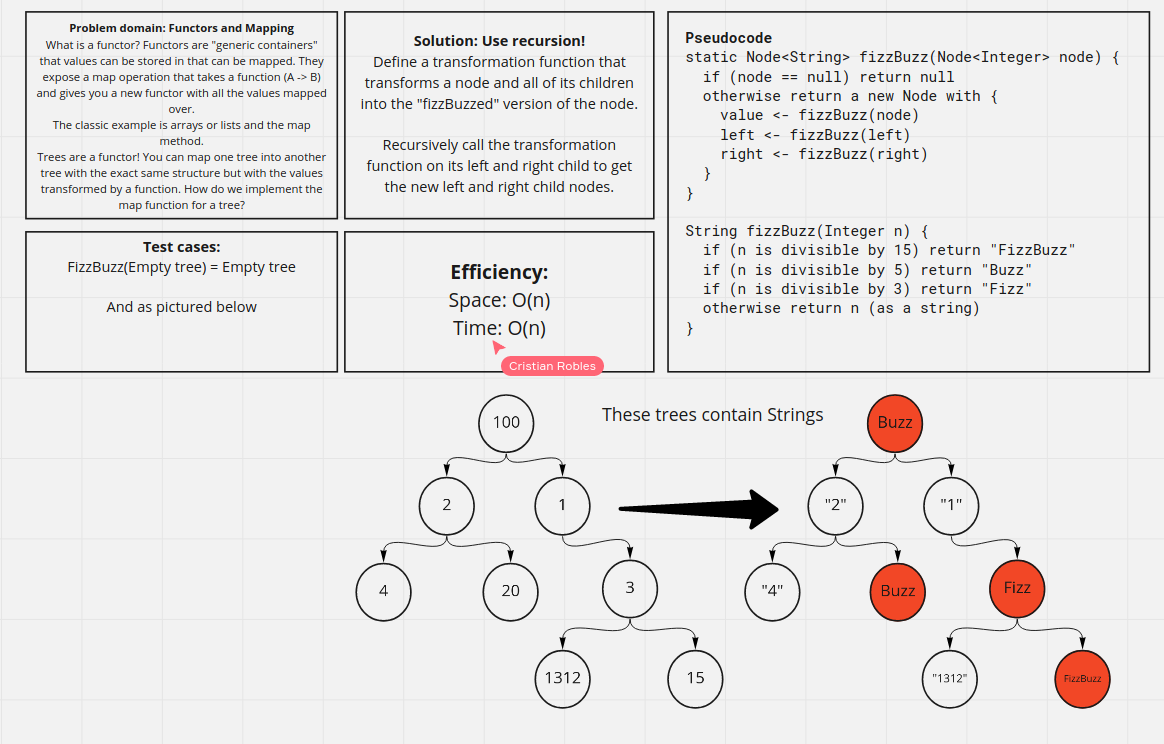 Problem domain: Functors and Mapping
What is a functor? Functors are "generic containers"
that values can be stored in that can be mapped. They
expose a map operation that takes a function (A -> B)
and gives you a new functor with all the values mapped
over.
The classic example is arrays or lists and the map
method.
Trees are a functor! You can map one tree into another
tree with the exact same structure but with the values
transformed by a function. How do we implement the
map function for a tree?
Solution: Use recursion!
Define a transformation function that
transforms a node and all of its children
into the "fizzBuzzed" version of the node.
Recursively call the transformation
function on its left and right child to get
the new left and right child nodes.
Pseudocode
static Node<String> fizzBuzz(Node<Integer> node) {
  if (node == null) return null
  otherwise return a new Node with {
    value <- fizzBuzz(node)
    left <- fizzBuzz(left)
    right <- fizzBuzz(right)
  }
}
String fizzBuzz(Integer n) {
  if (n is divisible by 15) return "FizzBuzz"
  if (n is divisible by 5) return "Buzz"
  if (n is divisible by 3) return "Fizz"
  otherwise return n (as a string)
}
Test cases:
FizzBuzz(Empty tree) = Empty tree
And as pictured below
Efficiency:
Space: O(n)
Time: O(n)
Cristian Robles
These trees contain Strings
100
2
1
4
20
3
1312
15
Buzz
"2"
"1"
"4"
Buzz
Fizz
"1312"
FizzBuzz